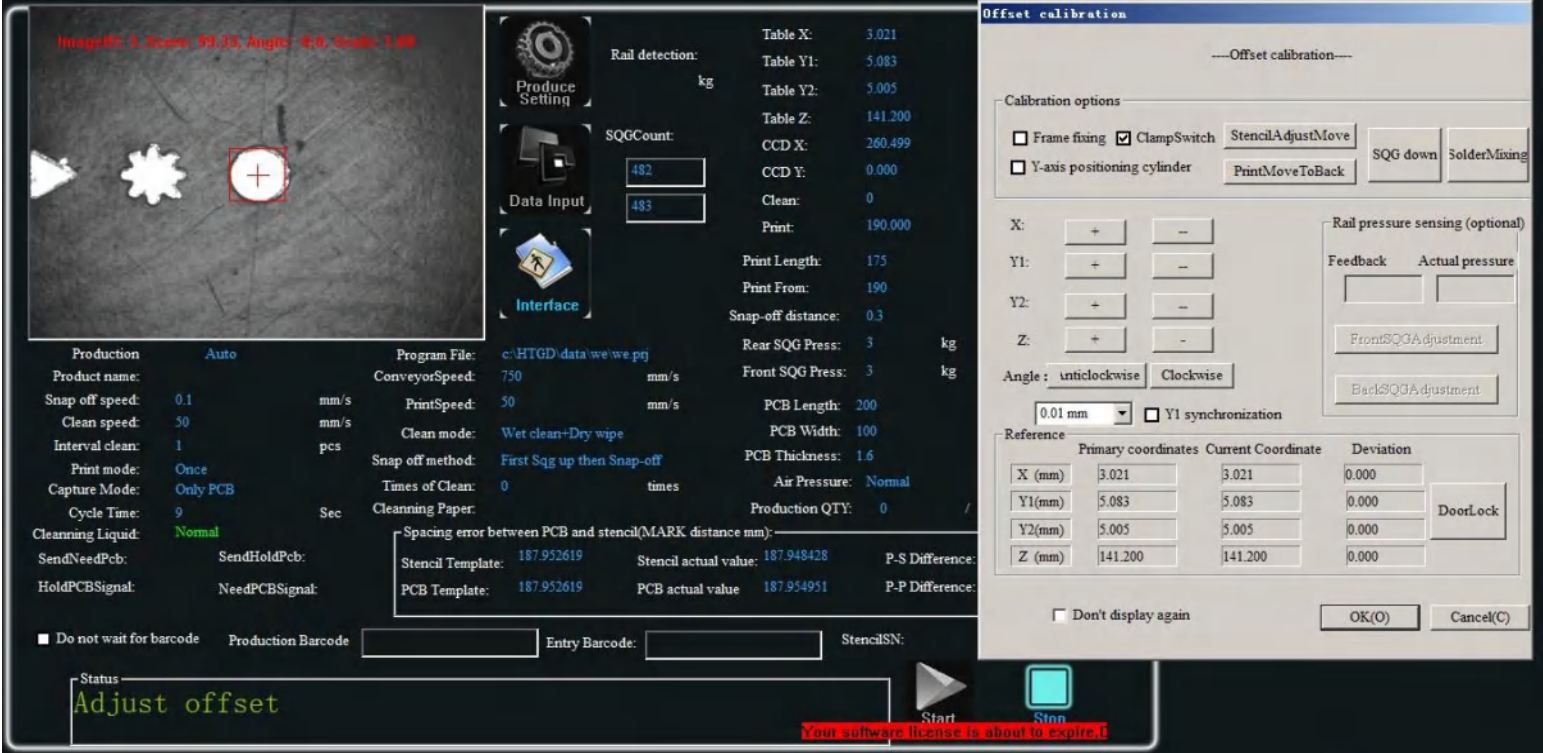 Score: 99.33, Angle: -0.0, Scale: 1.00
Produce Setting
Rail detection:
kg
SQGCount:
482
483
Data Input
Interface
Table X: 3.021
Table Y1: 5.083
Table Y2: 5.005
Table Z: 141.200
CCD X: 260.499
CCD Y: 0.000
Clean: 0
Print: 190.000
Print Length: 175
Print From: 190
Snap-off distance: 0.3
Rear SQG Press: 3 kg
Front SQG Press: 3 kg
PCB Length: 200
PCB Width: 100
PCB Thickness: 1.6
Air Pressure: Normal
Production QTY: 0 /
Production Auto
Product name:
Snap off speed: 0.1 mm/s
Clean speed: 50 mm/s
Interval clean: 1 pcs
Print mode: Once
Capture Mode: Only PCB
Cycle Time: 9 Sec
Cleanning Liquid: Normal
SendNeedPcb: SendHoldPcb:
HoldPCBSignal: NeedPCBSignal:
Program File: c:\HTGD\data\we\we.prj
ConveyorSpeed: 750 mm/s
PrintSpeed: 50 mm/s
Clean mode: Wet clean+Dry wipe
Snap off method: First Sqg up then Snap-off
Times of Clean: 0 times
Cleanning Paper:
Spacing error between PCB and stencil(MARK distance mm):
Stencil Template: 187.952619 Stencil actual value: 187.948428 P-S Difference:
PCB Template: 187.952619 PCB actual value 187.954951 P-P Difference:
Do not wait for barcode Production Barcode Entry Barcode: StencilSN:
Status
Adjust offset
Start
Stop
Your software license is about to expire,
Offset calibration
----Offset calibration----
Calibration options
Frame fixing ClampSwitch StencilAdjustMove SQG down SolderMixing
Y-axis positioning cylinder PrintMoveToBack
X: + --
Y1: + --
Y2: + --
Z: + -
Angle : Anticlockwise Clockwise
0.01 mm Y1 synchronization
Rail pressure sensing (optional)
Feedback Actual pressure
FrontSQGAdjustment
BackSQGAdjustment
Reference
Primary coordinates Current Coordinate Deviation
X (mm) 3.021 3.021 0.000
Y1(mm) 5.083 5.083 0.000
Y2(mm) 5.005 5.005 0.000
Z (mm) 141.200 141.200 0.000
DoorLock
Don't display again OK(O) Cancel(C)